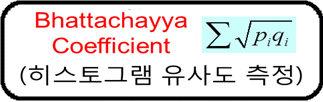 Bhattachayya
Coefficient ∑√p_i q_i
(히스토그램 유사도 측정)